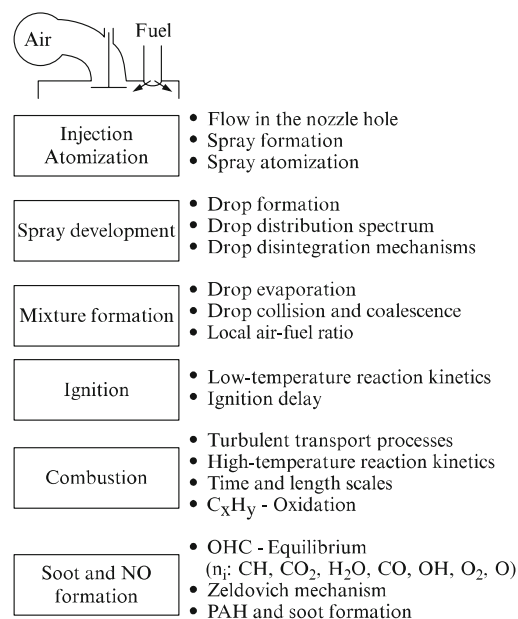 Air
Fuel
Injection
Atomization
• Flow in the nozzle hole
• Spray formation
• Spray atomization
Spray development
• Drop formation
• Drop distribution spectrum
• Drop disintegration mechanisms
Mixture formation
• Drop evaporation
• Drop collision and coalescence
• Local air-fuel ratio
Ignition
• Low-temperature reaction kinetics
• Ignition delay
Combustion
• Turbulent transport processes
• High-temperature reaction kinetics
• Time and length scales
• CxHy - Oxidation
Soot and NO
formation
• OHC - Equilibrium
(ni: CH, CO2, H2O, CO, OH, O2, O)
• Zeldovich mechanism
• PAH and soot formation